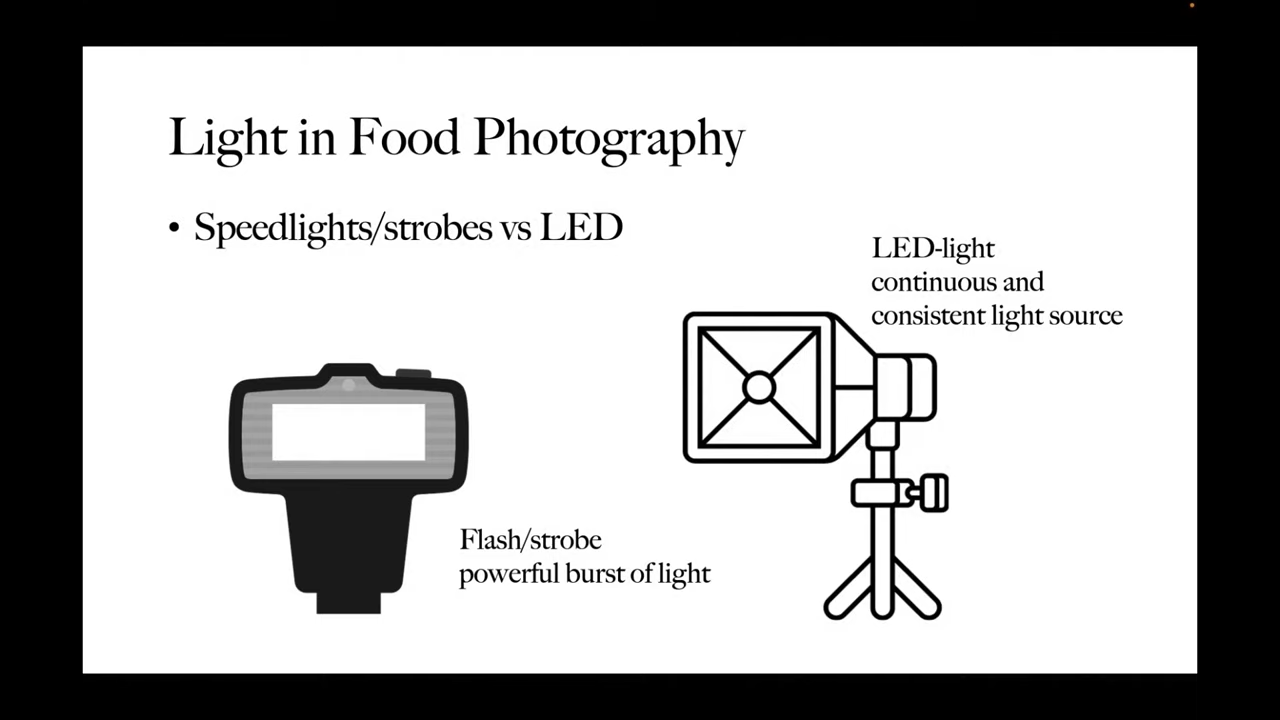 Light in Food Photography
• Speedlights/strobes vs LED
LED-light
continuous and
consistent light source
Flash/strobe
powerful burst of light